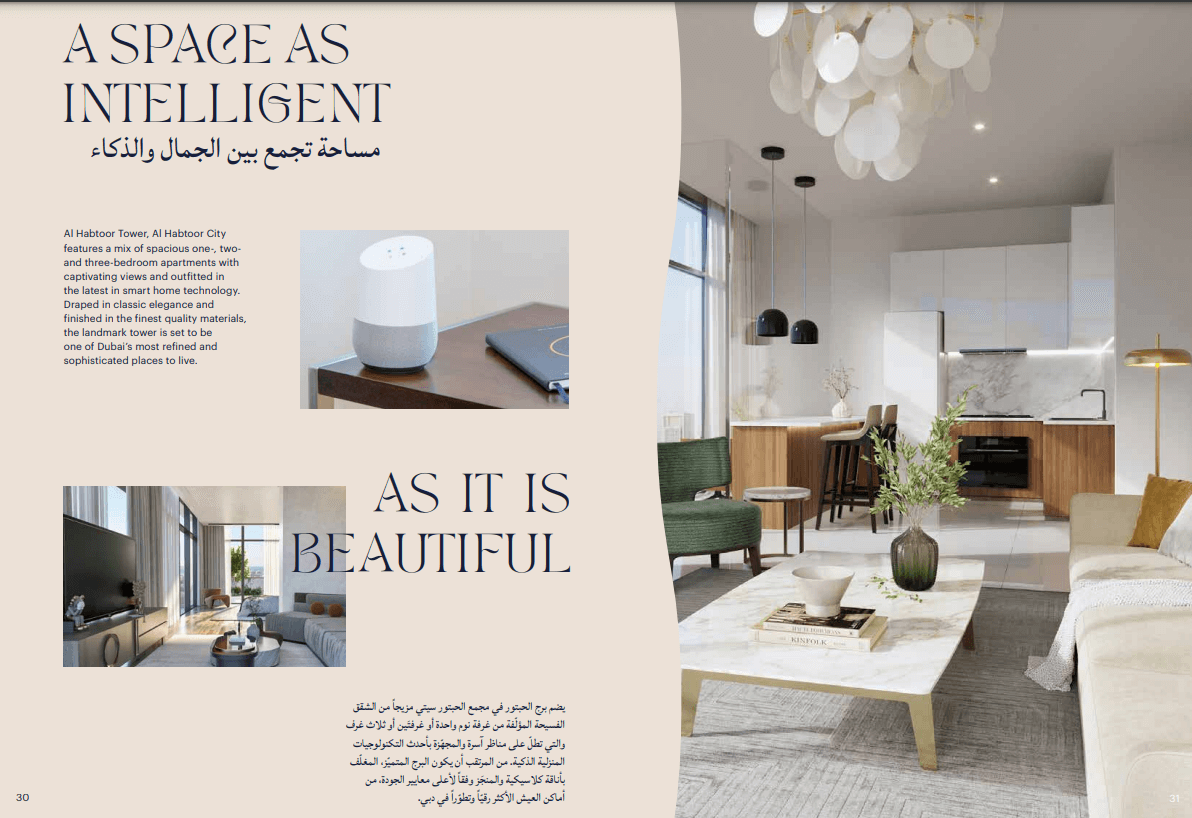 A SPACE AS
INTELLIGENT
مساحة تجمع بين الجمال والذكاء
Al Habtoor Tower, Al Habtoor City
features a mix of spacious one-, two-
and three-bedroom apartments with
captivating views and outfitted in
the latest in smart home technology.
Draped in classic elegance and
finished in the finest quality materials,
the landmark tower is set to be
one of Dubai’s most refined and
sophisticated places to live.
AS IT IS
BEAUTIFUL
يضم برج الحبتور في مجمع الحبتور سيتي مزيجاً من الشقق
الفسيحة المؤلّفة من غرفة نوم واحدة أو غرفتَين أو ثلاث غرف
والتي تطلّ على مناظر آسرة والمجهّزة بأحدث التكنولوجيات
المنزلية الذكية. من المرتقب أن يكون البرج المتميّز، المغلّف
بأناقة كلاسيكية والمنجَز وفقاً لأعلى معايير الجودة، من
أماكن العيش الأكثر رقيّاً وتطوّراً في دبي.
30
KINFOLK
31